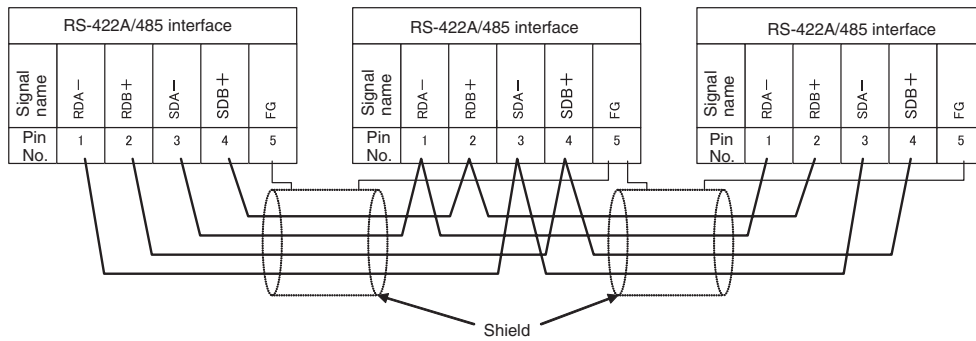 RS-422A/485 interface
Signal name RDA− RDB+ SDA− SDB+ FG
Pin No. 1 2 3 4 5
RS-422A/485 interface
Signal name RDA− RDB+ SDA− SDB+ FG
Pin No. 1 2 3 4 5
RS-422A/485 interface
Signal name RDA− RDB+ SDA− SDB+ FG
Pin No. 1 2 3 4 5
Shield